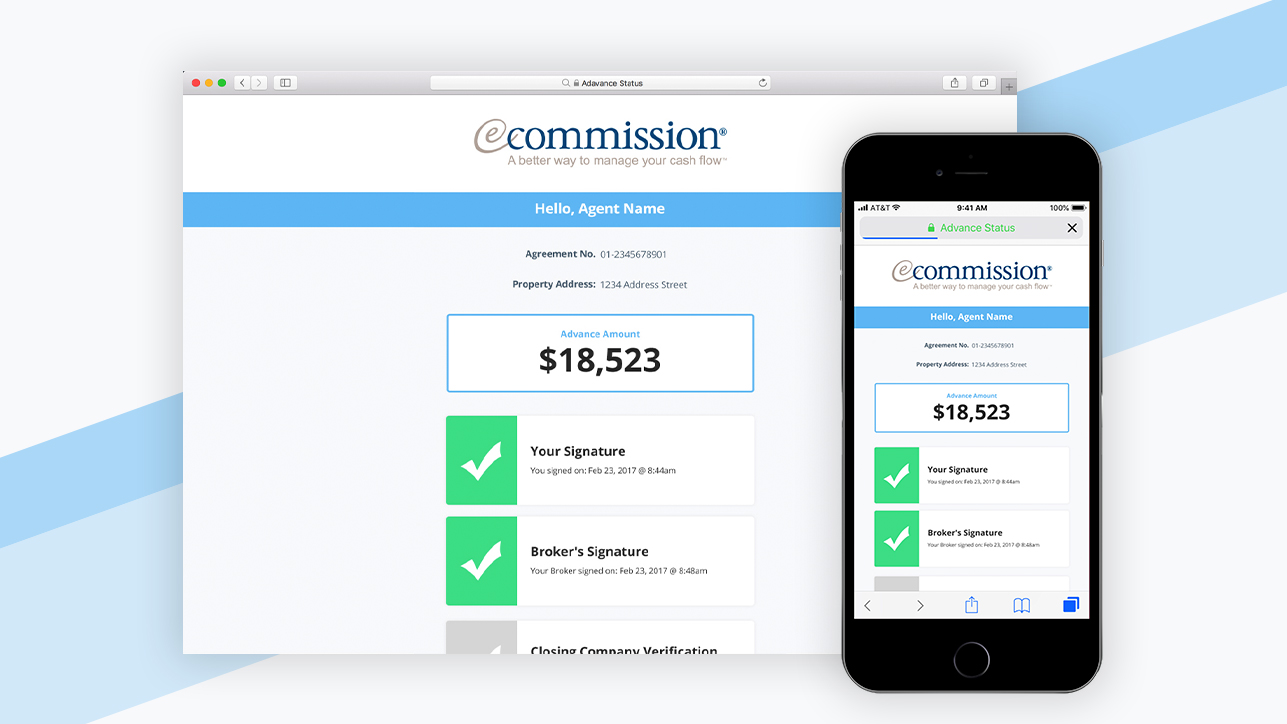 Adavance Status
ecommission®
A better way to manage your cash flow™
Hello, Agent Name
Agreement No. 01-2345678901
Property Address: 1234 Address Street
Advance Amount
$18,523
Your Signature
You signed on: Feb 23, 2017 @ 8:44am
Broker's Signature
Your Broker signed on: Feb 23, 2017 @ 8:48am
Closing Company Verification
AT&T 9:41 AM 100%
Advance Status
ecommission®
A better way to manage your cash flow™
Hello, Agent Name
Agreement No. 01-2345678901
Property Address: 1234 Address Street
Advance Amount
$18,523
Your Signature
You signed on: Feb 23, 2017 @ 8:44am
Broker's Signature
Your Broker signed on: Feb 23, 2017 @ 8:48am